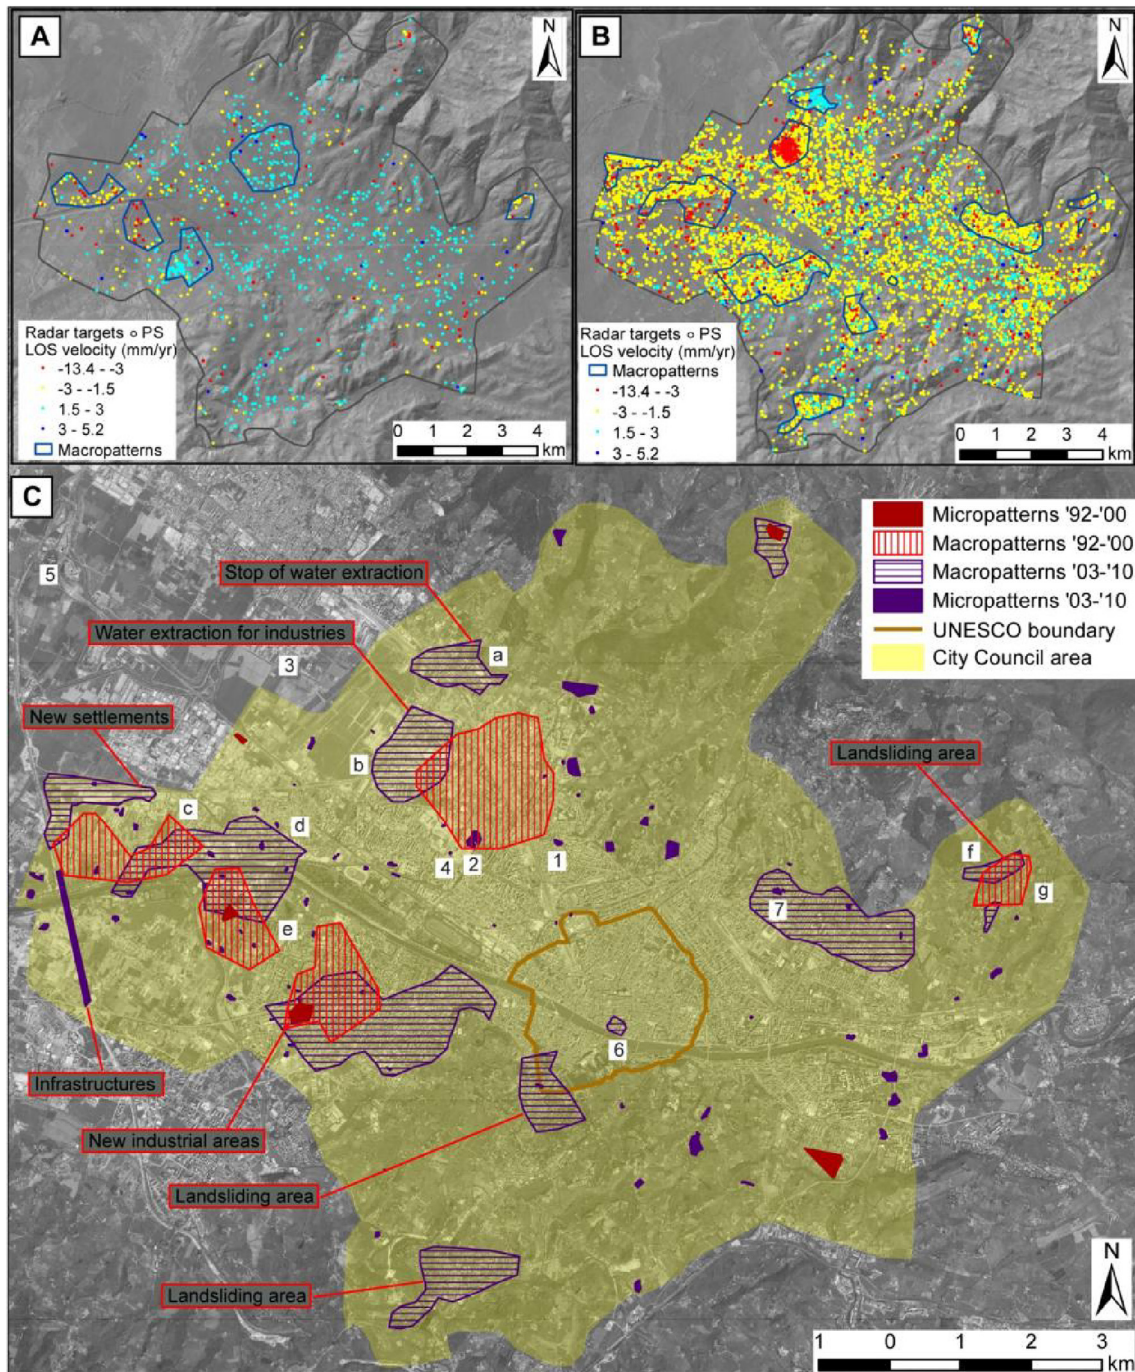 A
N
Radar targets o PS
LOS velocity (mm/yr)
-13.4 - -3
-3 - -1.5
1.5 - 3
3 - 5.2
Macropatterns
0 1 2 3 4
km
B
N
Radar targets o PS
LOS velocity (mm/yr)
Macropatterns
-13.4 - -3
-3 - -1.5
1.5 - 3
3 - 5.2
0 1 2 3 4
km
C
Micropatterns '92-'00
Macropatterns '92-'00
Macropatterns '03-'10
Micropatterns '03-'10
UNESCO boundary
City Council area
5
Stop of water extraction
Water extraction for industries
3
a
New settlements
Landsliding area
b
c
d
4
2
1
f
g
7
e
6
Infrastructures
New industrial areas
Landsliding area
Landsliding area
N
1 0 1 2 3
km